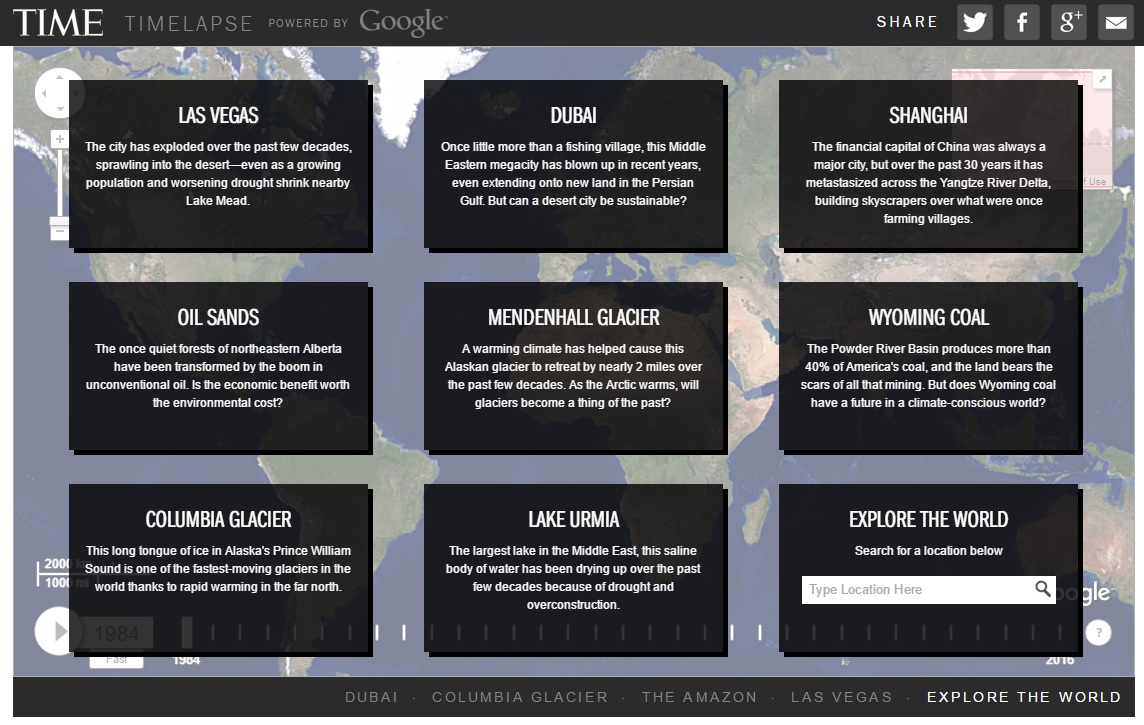 TIME TIMELAPSE POWERED BY Google SHARE
LAS VEGAS
The city has exploded over the past few decades,
sprawling into the desert—even as a growing
population and worsening drought shrink nearby
Lake Mead.
DUBAI
Once little more than a fishing village, this Middle
Eastern megacity has blown up in recent years,
even extending onto new land in the Persian
Gulf. But can a desert city be sustainable?
SHANGHAI
The financial capital of China was always a
major city, but over the past 30 years it has
metastasized across the Yangtze River Delta,
building skyscrapers over what were once
farming villages.
of Use
OIL SANDS
The once quiet forests of northeastern Alberta
have been transformed by the boom in
unconventional oil. Is the economic benefit worth
the environmental cost?
MENDENHALL GLACIER
A warming climate has helped cause this
Alaskan glacier to retreat by nearly 2 miles over
the past few decades. As the Arctic warms, will
glaciers become a thing of the past?
WYOMING COAL
The Powder River Basin produces more than
40% of America's coal, and the land bears the
scars of all that mining. But does Wyoming coal
have a future in a climate-conscious world?
COLUMBIA GLACIER
This long tongue of ice in Alaska's Prince William
Sound is one of the fastest-moving glaciers in the
world thanks to rapid warming in the far north.
LAKE URMIA
The largest lake in the Middle East, this saline
body of water has been drying up over the past
few decades because of drought and
overconstruction.
EXPLORE THE WORLD
Search for a location below
Type Location Here
2000
1000 mi
1984
Fast
1984
2016
?
DUBAI · COLUMBIA GLACIER · THE AMAZON · LAS VEGAS · EXPLORE THE WORLD